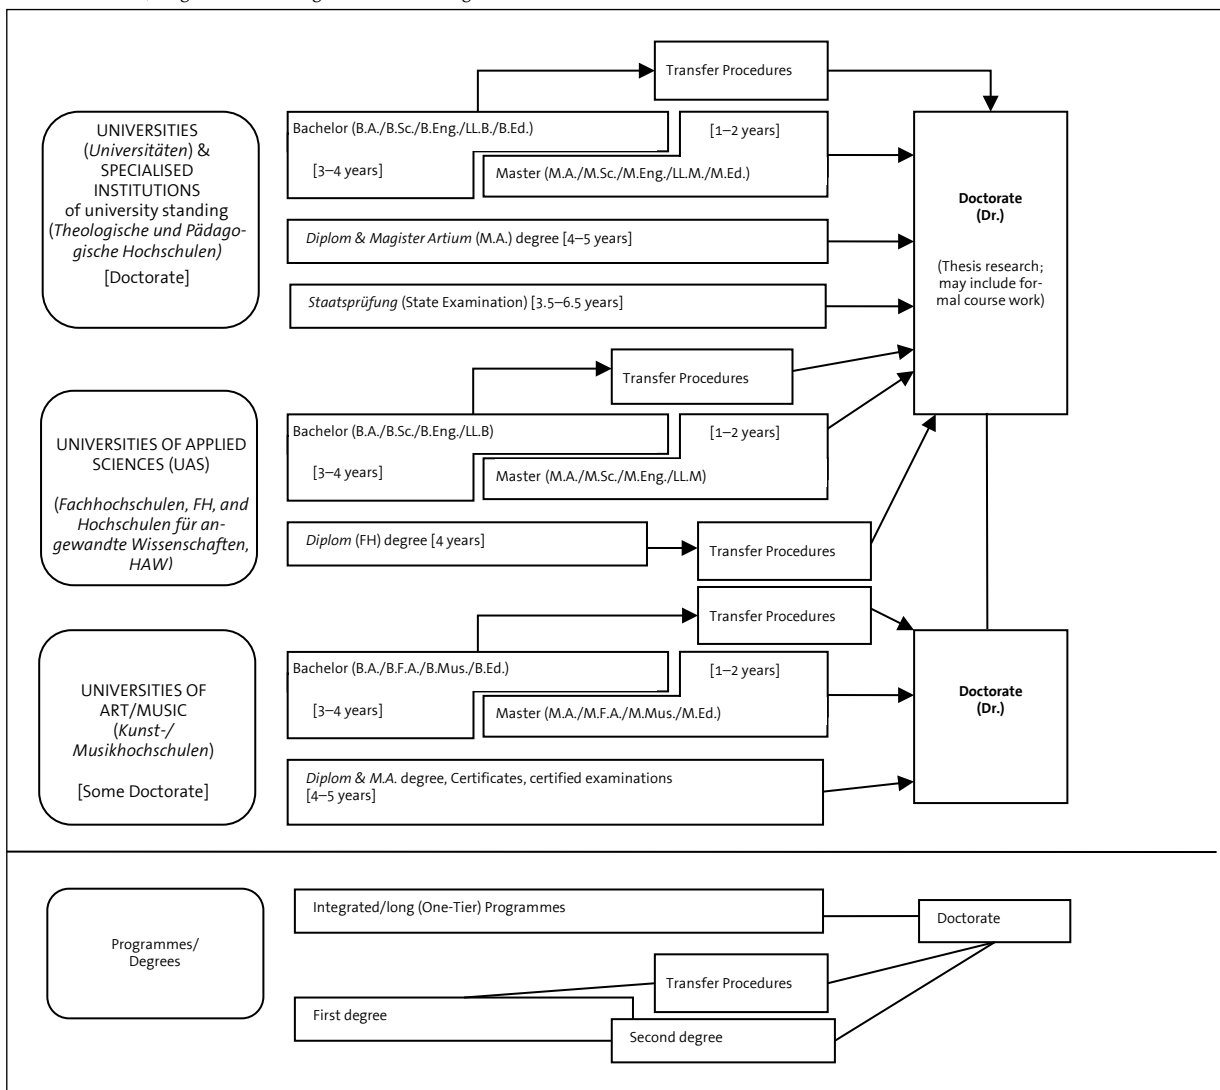 Transfer Procedures
UNIVERSITIES
(Universitäten) &
SPECIALISED
INSTITUTIONS
of university standing
(Theologische und Pädago-
gische Hochschulen)
[Doctorate]
Bachelor (B.A./B.Sc./B.Eng./LL.B./B.Ed.)
[3–4 years]
[1–2 years]
Master (M.A./M.Sc./M.Eng./LL.M./M.Ed.)
Diplom & Magister Artium (M.A.) degree [4–5 years]
Staatsprüfung (State Examination) [3.5–6.5 years]
Doctorate
(Dr.)
(Thesis research;
may include for-
mal course work)
Transfer Procedures
UNIVERSITIES OF APPLIED
SCIENCES (UAS)
(Fachhochschulen, FH, and
Hochschulen für an-
gewandte Wissenschaften,
HAW)
Bachelor (B.A./B.Sc./B.Eng./LL.B)
[3–4 years]
[1–2 years]
Master (M.A./M.Sc./M.Eng./LL.M)
Diplom (FH) degree [4 years]
Transfer Procedures
Transfer Procedures
UNIVERSITIES OF
ART/MUSIC
(Kunst-/
Musikhochschulen)
[Some Doctorate]
Bachelor (B.A./B.F.A./B.Mus./B.Ed.)
[3–4 years]
[1–2 years]
Master (M.A./M.F.A./M.Mus./M.Ed.)
Diplom & M.A. degree, Certificates, certified examinations
[4–5 years]
Doctorate
(Dr.)
Programmes/
Degrees
Integrated/long (One-Tier) Programmes
Doctorate
Transfer Procedures
First degree
Second degree